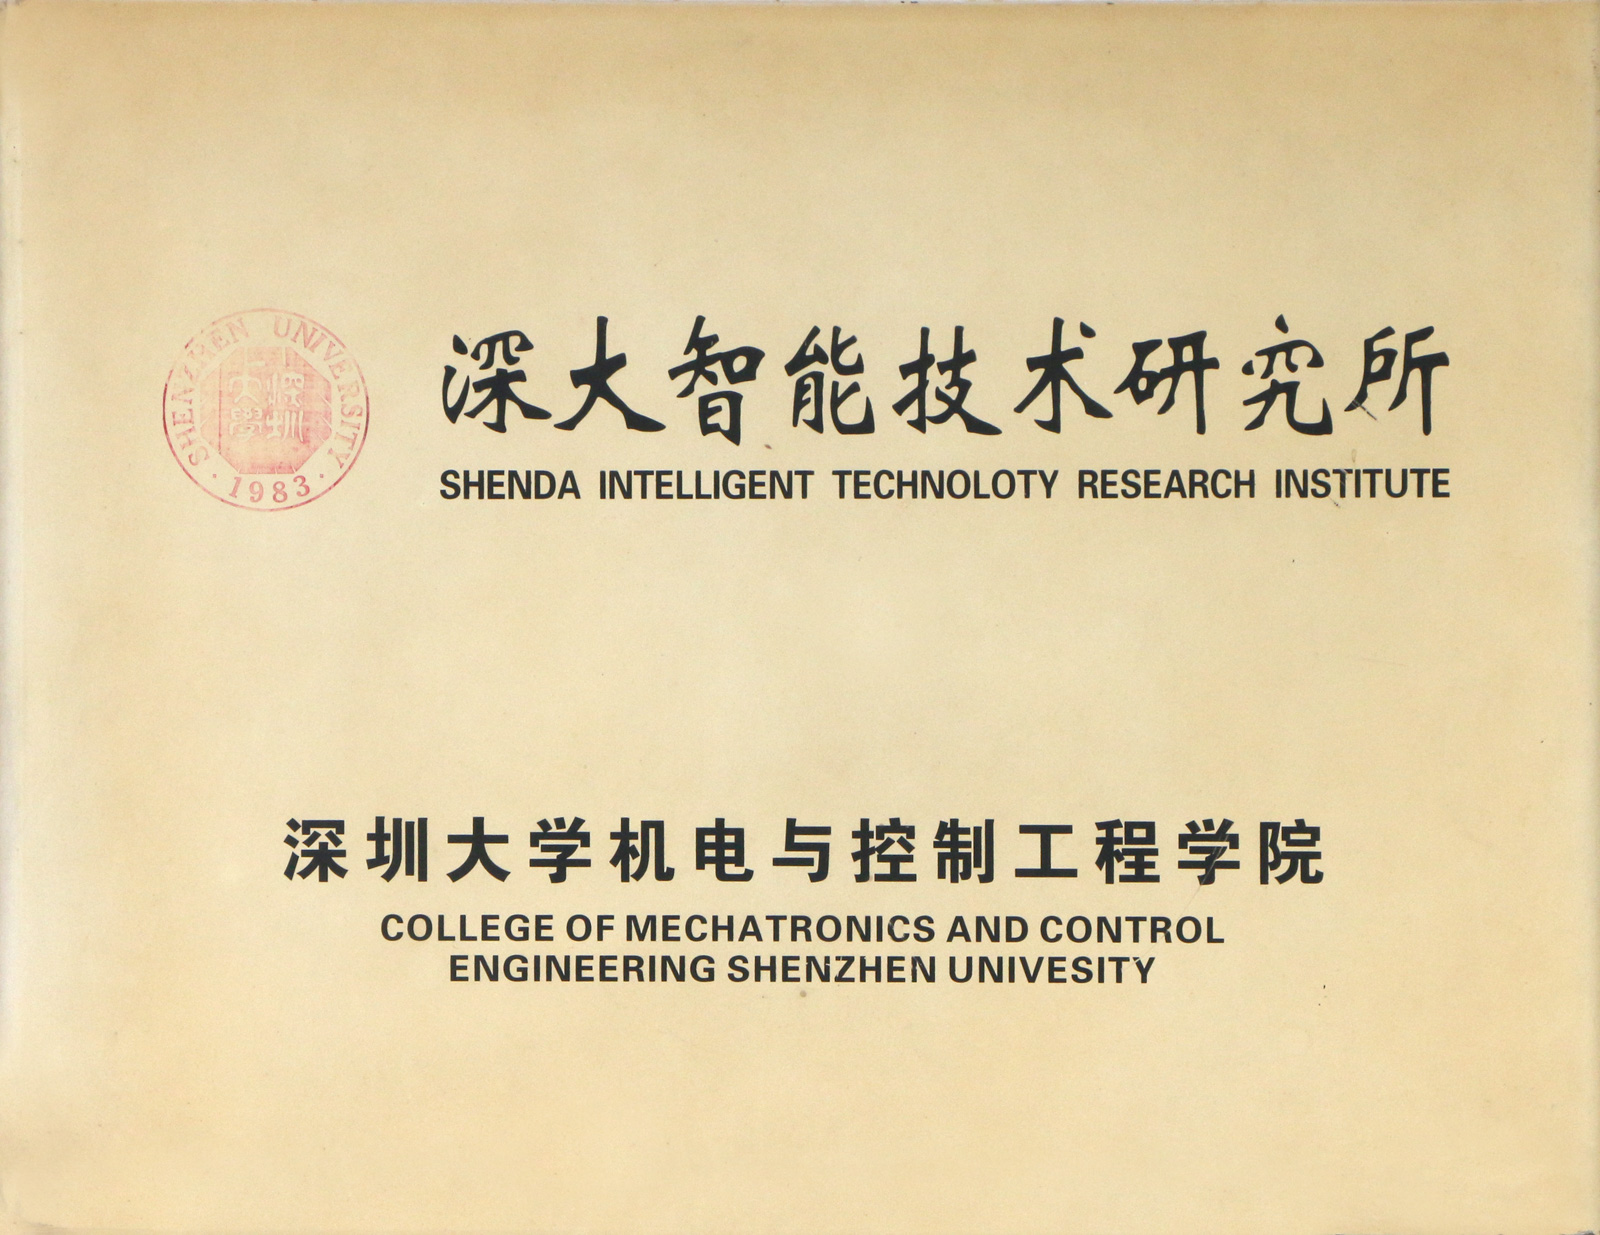 SHENZHEN UNIVERSITY
深圳
大學
·1983·
深大智能技术研究所
SHENDA INTELLIGENT TECHNOLOTY RESEARCH INSTITUTE
深圳大学机电与控制工程学院
COLLEGE OF MECHATRONICS AND CONTROL
ENGINEERING SHENZHEN UNIVESITY